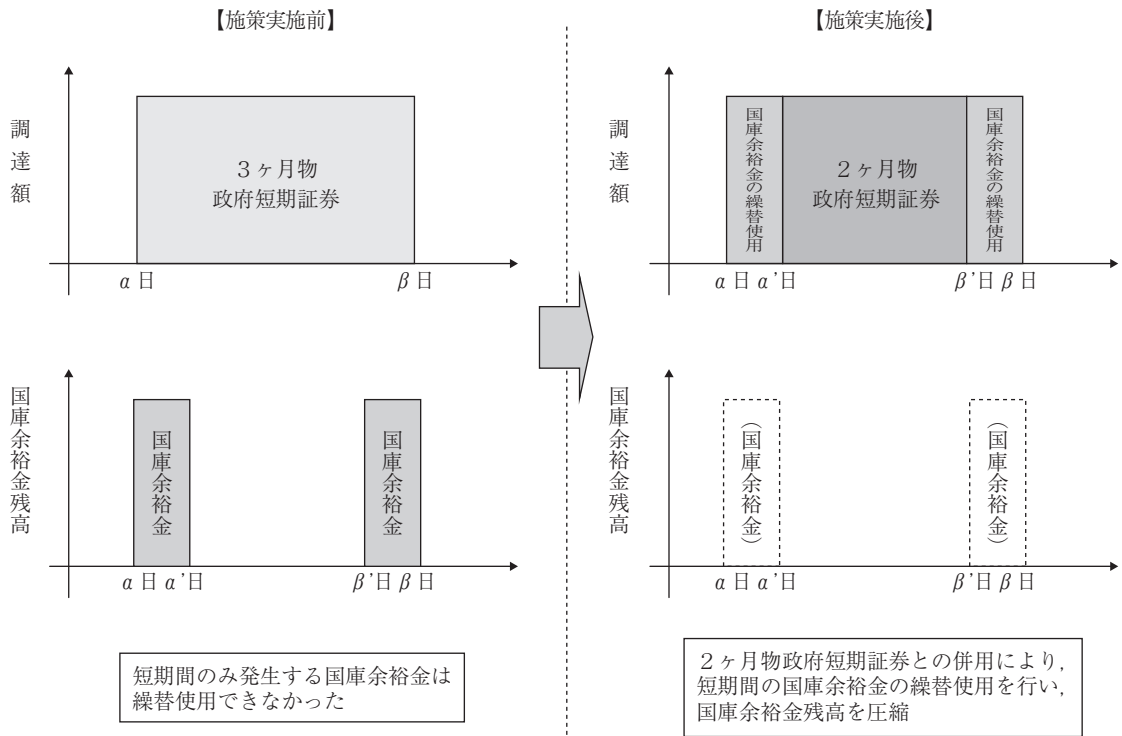 【施策実施前】
調達額
3ヶ月物
政府短期証券
α日
β日
国庫余裕金残高
国庫余裕金
国庫余裕金
α日 α'日
β'日 β日
短期間のみ発生する国庫余裕金は
繰替使用できなかった
【施策実施後】
調達額
国庫余裕金の繰替使用
2ヶ月物
政府短期証券
国庫余裕金の繰替使用
α日 α'日
β'日 β日
国庫余裕金残高
(国庫余裕金)
(国庫余裕金)
α日 α'日
β'日 β日
2ヶ月物政府短期証券との併用により,
短期間の国庫余裕金の繰替使用を行い,
国庫余裕金残高を圧縮